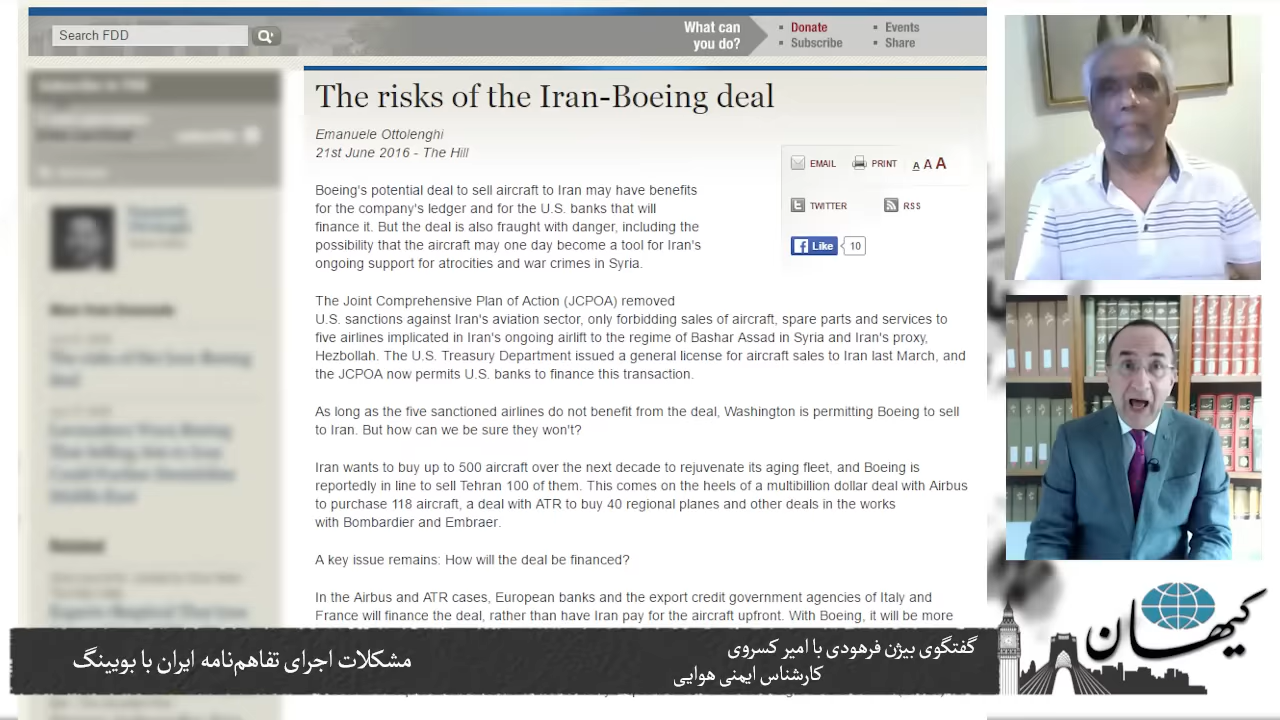 Search FDD
What can
you do?
Donate
Subscribe
Events
Share
The risks of the Iran-Boeing deal
Emanuele Ottolenghi
21st June 2016 - The Hill
EMAIL
PRINT
A A A
TWITTER
RSS
Like
10
Boeing's potential deal to sell aircraft to Iran may have benefits
for the company's ledger and for the U.S. banks that will
finance it. But the deal is also fraught with danger, including the
possibility that the aircraft may one day become a tool for Iran's
ongoing support for atrocities and war crimes in Syria.
The Joint Comprehensive Plan of Action (JCPOA) removed
U.S. sanctions against Iran's aviation sector, only forbidding sales of aircraft, spare parts and services to
five airlines implicated in Iran's ongoing airlift to the regime of Bashar Assad in Syria and Iran's proxy,
Hezbollah. The U.S. Treasury Department issued a general license for aircraft sales to Iran last March, and
the JCPOA now permits U.S. banks to finance this transaction.
As long as the five sanctioned airlines do not benefit from the deal, Washington is permitting Boeing to sell
to Iran. But how can we be sure they won't?
Iran wants to buy up to 500 aircraft over the next decade to rejuvenate its aging fleet, and Boeing is
reportedly in line to sell Tehran 100 of them. This comes on the heels of a multibillion dollar deal with Airbus
to purchase 118 aircraft, a deal with ATR to buy 40 regional planes and other deals in the works
with Bombardier and Embraer.
A key issue remains: How will the deal be financed?
In the Airbus and ATR cases, European banks and the export credit government agencies of Italy and
France will finance the deal, rather than have Iran pay for the aircraft upfront. With Boeing, it will be more
گفتگوی بیژن فرهودی با امیر کسروی
کارشناس ایمنی هوایی
مشکلات اجرای تفاهم‌نامه ایران با بویینگ
کیهان